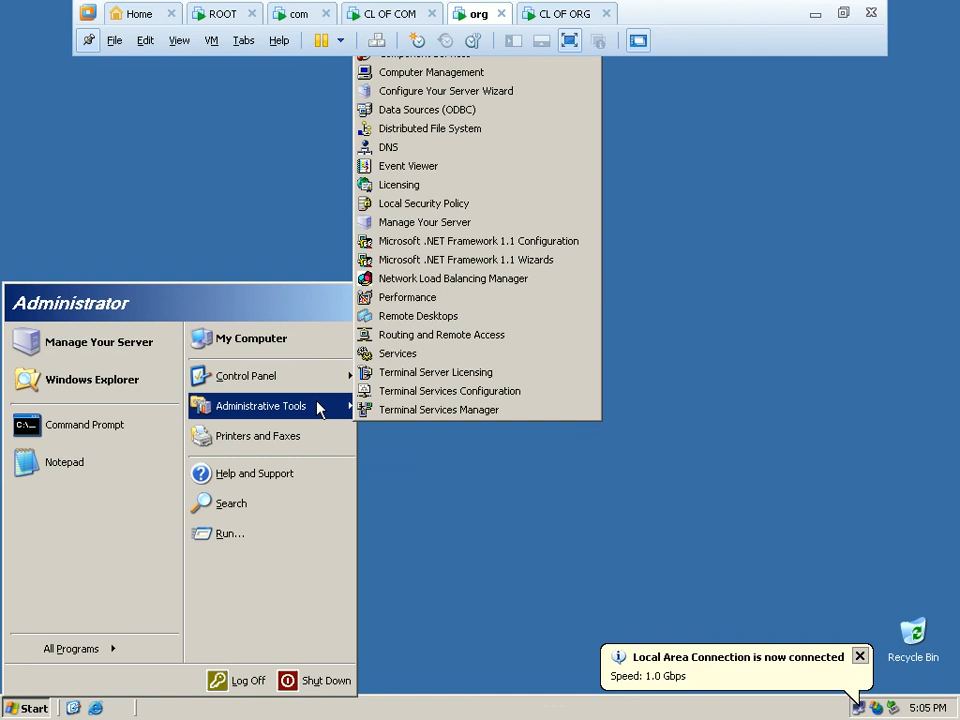 Home
ROOT
com
CL OF COM
org
CL OF ORG
File
Edit
View
VM
Tabs
Help
Component Services
Computer Management
Configure Your Server Wizard
Data Sources (ODBC)
Distributed File System
DNS
Event Viewer
Licensing
Local Security Policy
Manage Your Server
Microsoft .NET Framework 1.1 Configuration
Microsoft .NET Framework 1.1 Wizards
Network Load Balancing Manager
Performance
Remote Desktops
Routing and Remote Access
Services
Terminal Server Licensing
Terminal Services Configuration
Terminal Services Manager
Administrator
Manage Your Server
Windows Explorer
Command Prompt
Notepad
All Programs
My Computer
Control Panel
Administrative Tools
Printers and Faxes
Help and Support
Search
Run...
Log Off
Shut Down
Local Area Connection is now connected
Speed: 1.0 Gbps
Recycle Bin
Start
5:05 PM